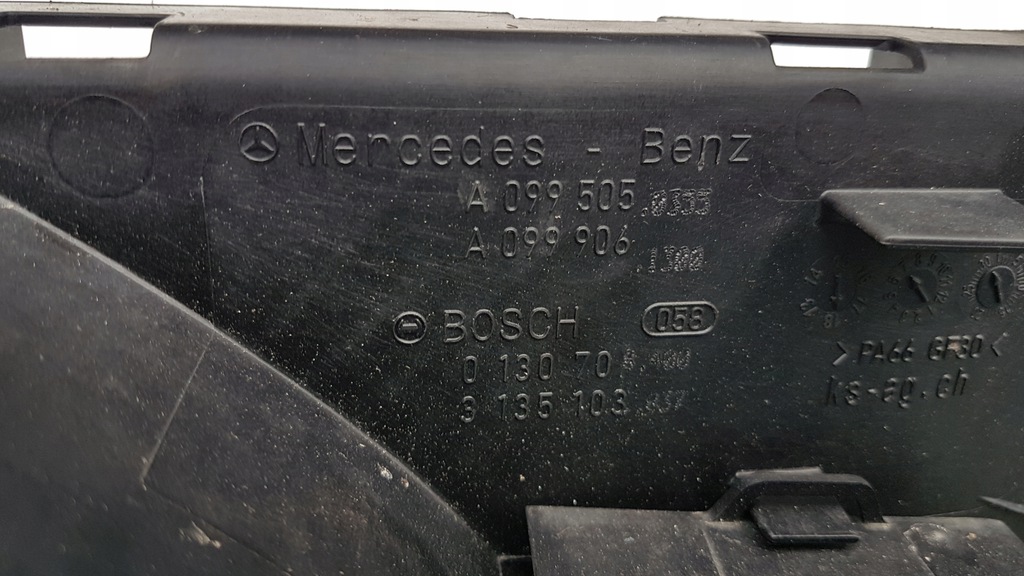 Mercedes - Benz
A 099 505
A 099 906
BOSCH
058
0 130 70
3 135 103
>PA66 GF30<
ks-ag.ch